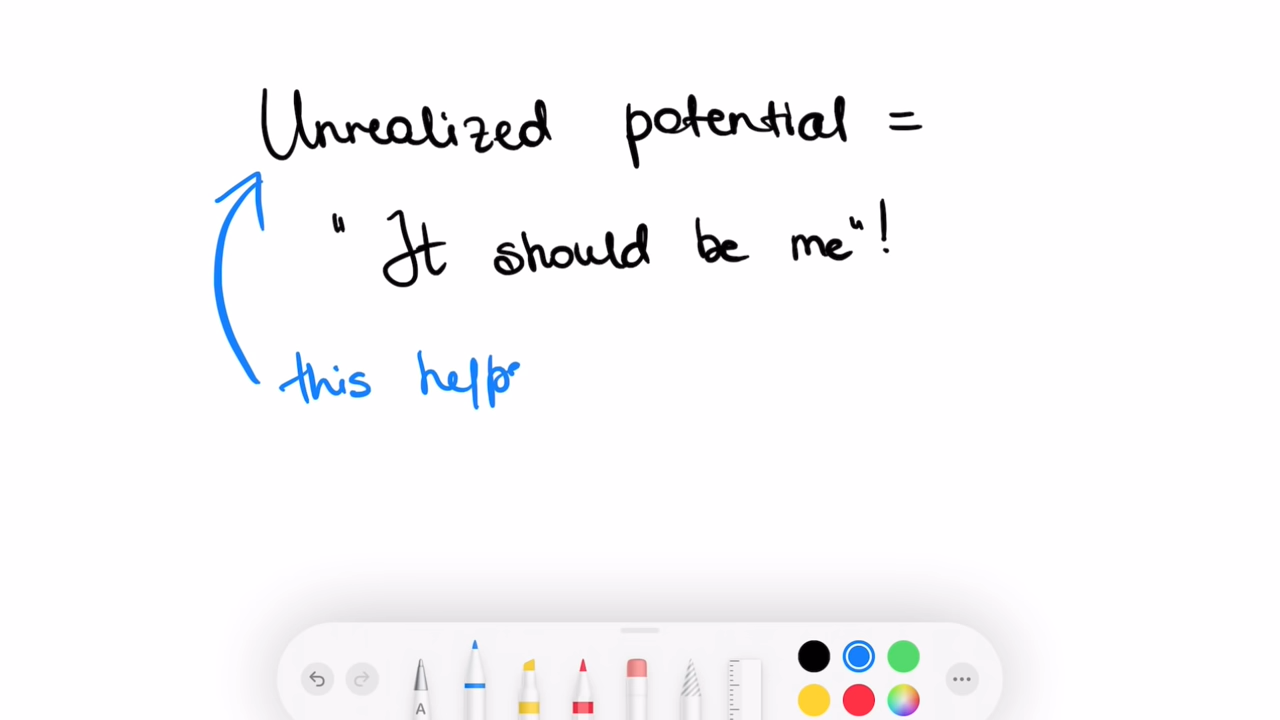 Unrealized potential =
"It should be me"!
this help
A